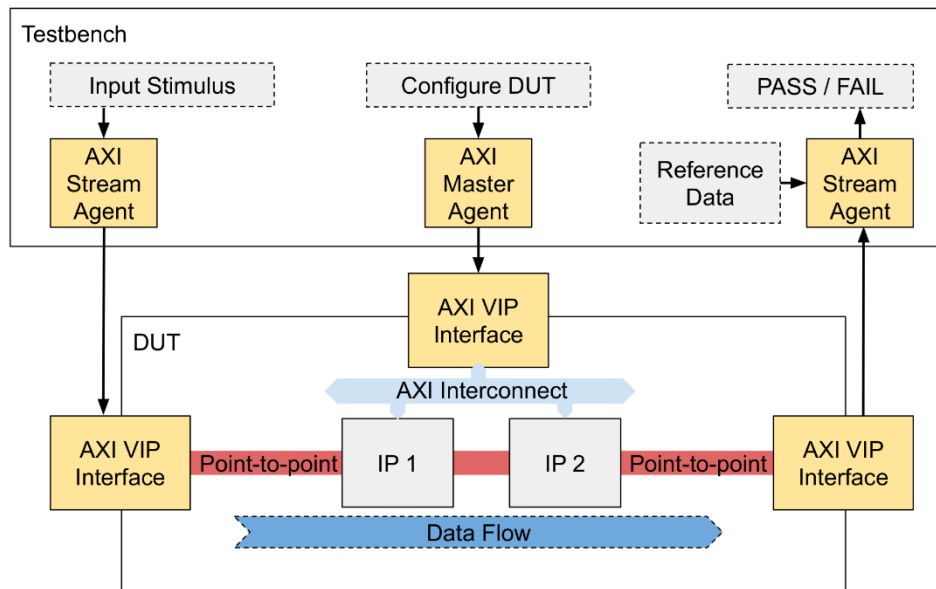 Testbench
Input Stimulus
Configure DUT
PASS / FAIL
AXI
Stream
Agent
AXI
Master
Agent
Reference
Data
AXI
Stream
Agent
AXI VIP
Interface
DUT
AXI Interconnect
AXI VIP
Interface
Point-to-point
IP 1
IP 2
Point-to-point
AXI VIP
Interface
Data Flow